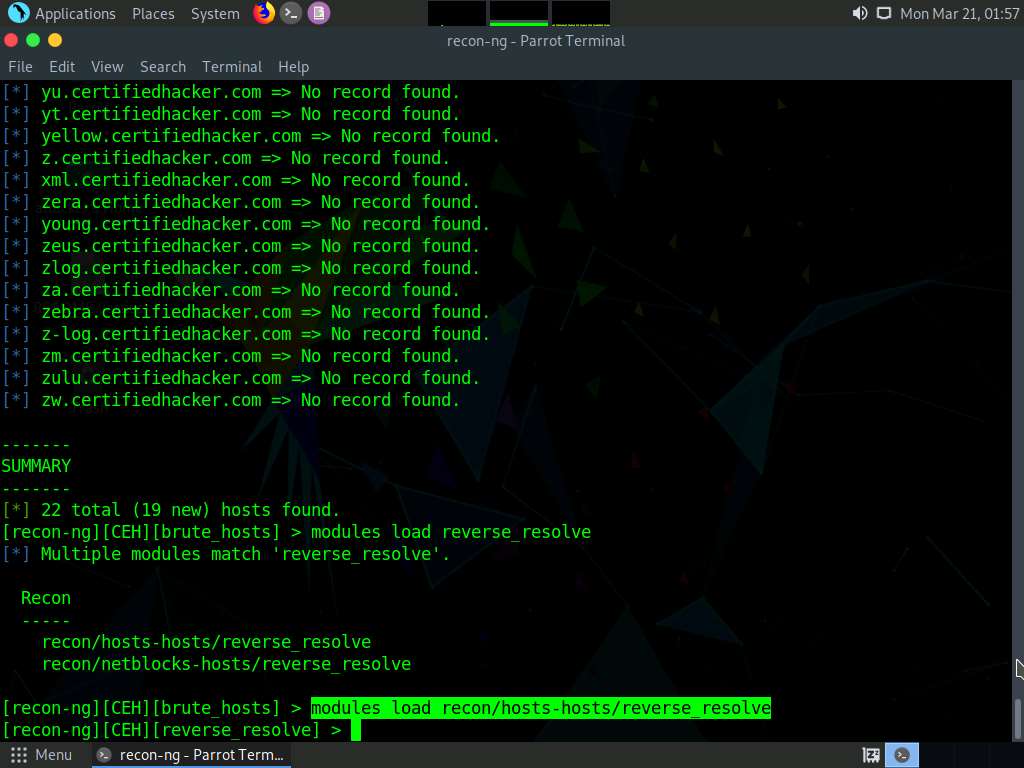 Applications Places System Mon Mar 21, 01:57
recon-ng - Parrot Terminal
File Edit View Search Terminal Help
[*] yu.certifiedhacker.com => No record found.
[*] yt.certifiedhacker.com => No record found.
[*] yellow.certifiedhacker.com => No record found.
[*] z.certifiedhacker.com => No record found.
[*] xml.certifiedhacker.com => No record found.
[*] zera.certifiedhacker.com => No record found.
[*] young.certifiedhacker.com => No record found.
[*] zeus.certifiedhacker.com => No record found.
[*] zlog.certifiedhacker.com => No record found.
[*] za.certifiedhacker.com => No record found.
[*] zebra.certifiedhacker.com => No record found.
[*] z-log.certifiedhacker.com => No record found.
[*] zm.certifiedhacker.com => No record found.
[*] zulu.certifiedhacker.com => No record found.
[*] zw.certifiedhacker.com => No record found.
-------
SUMMARY
-------
[*] 22 total (19 new) hosts found.
[recon-ng][CEH][brute_hosts] > modules load reverse_resolve
[*] Multiple modules match 'reverse_resolve'.
Recon
-----
recon/hosts-hosts/reverse_resolve
recon/netblocks-hosts/reverse_resolve
[recon-ng][CEH][brute_hosts] > modules load recon/hosts-hosts/reverse_resolve
[recon-ng][CEH][reverse_resolve] >
Menu recon-ng - Parrot Term...